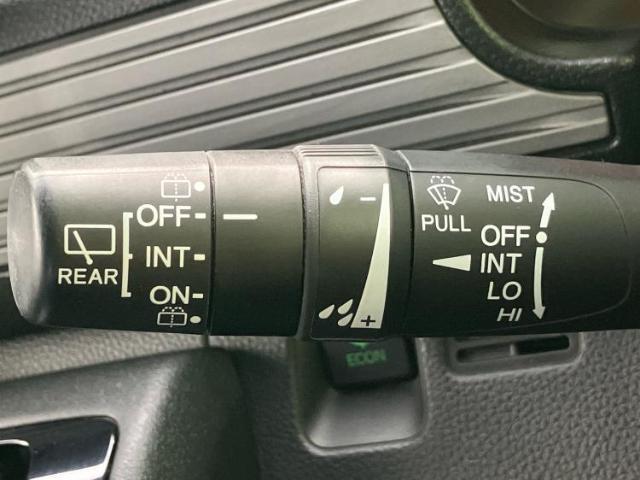 REAR
OFF
INT
ON
−
+
PULL
MIST
OFF
INT
LO
HI
ECON